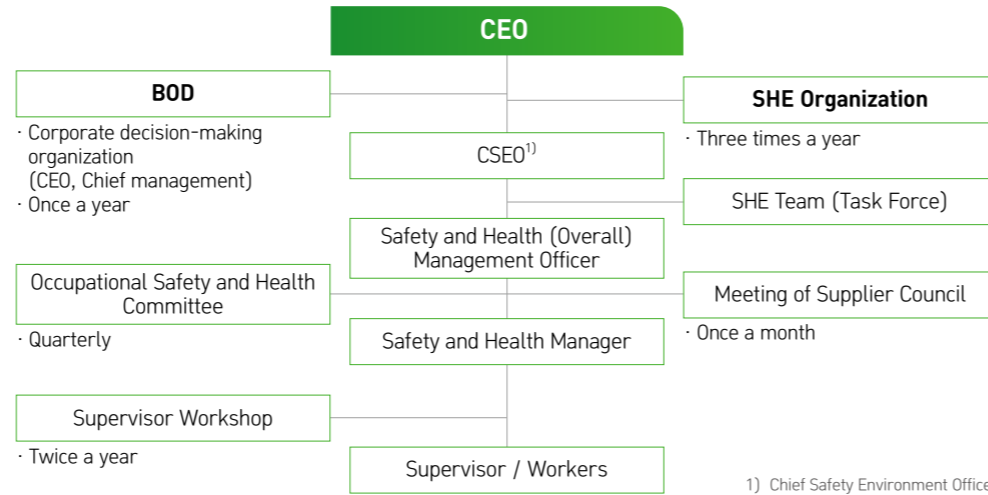 CEO
BOD
· Corporate decision-making
organization
(CEO, Chief management)
· Once a year
SHE Organization
· Three times a year
CSEO1)
SHE Team (Task Force)
Safety and Health (Overall)
Management Officer
Occupational Safety and Health
Committee
· Quarterly
Meeting of Supplier Council
· Once a month
Safety and Health Manager
Supervisor Workshop
· Twice a year
Supervisor / Workers
1) Chief Safety Environment Office